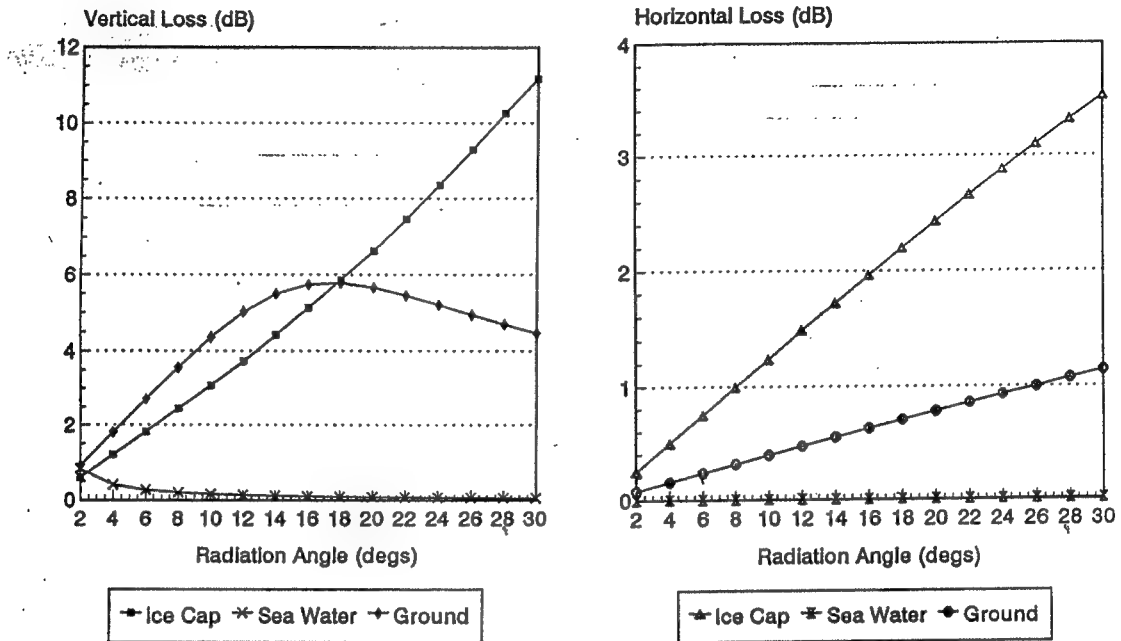 Vertical Loss (dB)
12
10
8
6
4
2
0
2 4 6 8 10 12 14 16 18 20 22 24 26 28 30
Radiation Angle (degs)
Ice Cap Sea Water Ground
Horizontal Loss (dB)
4
3
2
1
0
2 4 6 8 10 12 14 16 18 20 22 24 26 28 30
Radiation Angle (degs)
Ice Cap Sea Water Ground